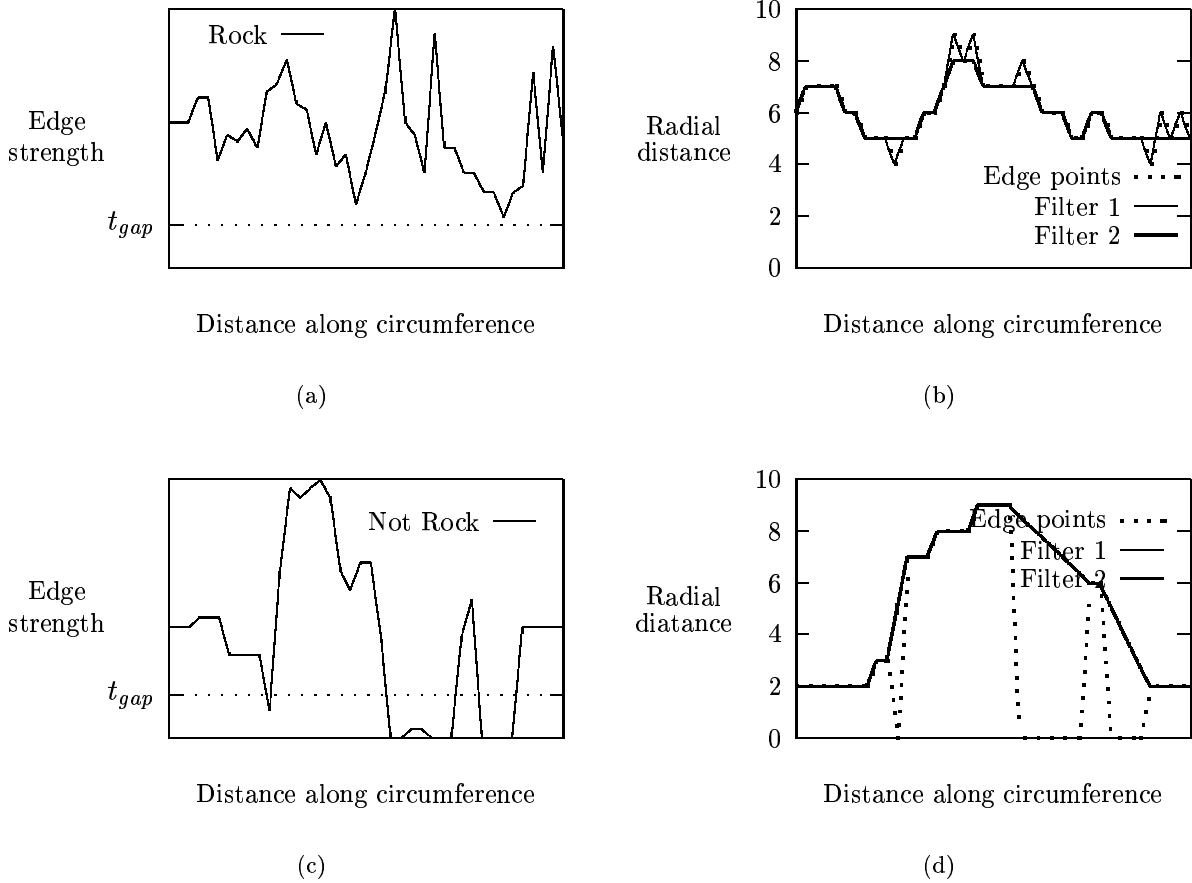 Rock
Edge
strength
t_gap
Distance along circumference
(a)
10
8
6
4
2
0
Radial
distance
Edge points
Filter 1
Filter 2
Distance along circumference
(b)
Not Rock
Edge
strength
t_gap
Distance along circumference
(c)
10
8
6
4
2
0
Radial
diatance
Edge points
Filter 1
Filter 2
Distance along circumference
(d)